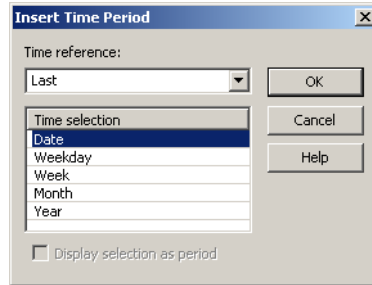 Insert Time Period
Time reference:
Last
OK
Time selection
Cancel
Date
Weekday
Help
Week
Month
Year
Display selection as period